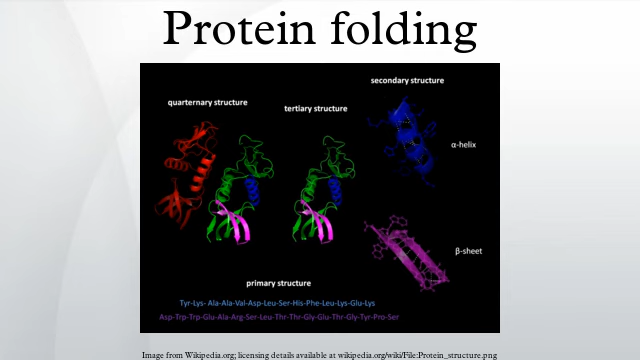 Protein folding
secondary structure
quarternary structure
tertiary structure
α-helix
β-sheet
primary structure
Tyr-Lys- Ala-Ala-Val-Asp-Leu-Ser-His-Phe-Leu-Lys-Glu-Lys
Asp-Trp-Trp-Glu-Ala-Arg-Ser-Leu-Thr-Thr-Gly-Glu-Thr-Gly-Tyr-Pro-Ser
Image from Wikipedia.org; licensing details available at wikipedia.org/wiki/File:Protein_structure.png